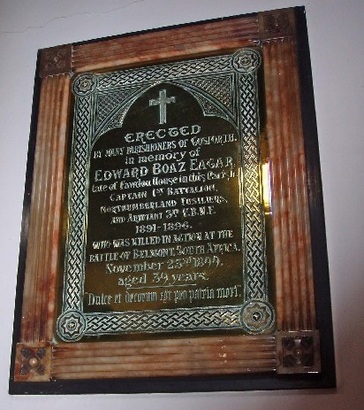 ERECTED
BY MANY PARISHIONERS OF GOSFORTH.
in memory of
EDWARD BOAZ EAGAR.
late of Fawdon House in this Parish,
CAPTAIN 1st BATTALION,
NORTHUMBERLAND FUSILIERS,
AND ADJUTANT 3rd V.B.N.F.
1891-1896.
WHO WAS KILLED IN ACTION AT THE
BATTLE OF BELMONT, SOUTH AFRICA,
November 23rd 1899.
aged 39 years.
Dulce et decorum est pro patria mori.